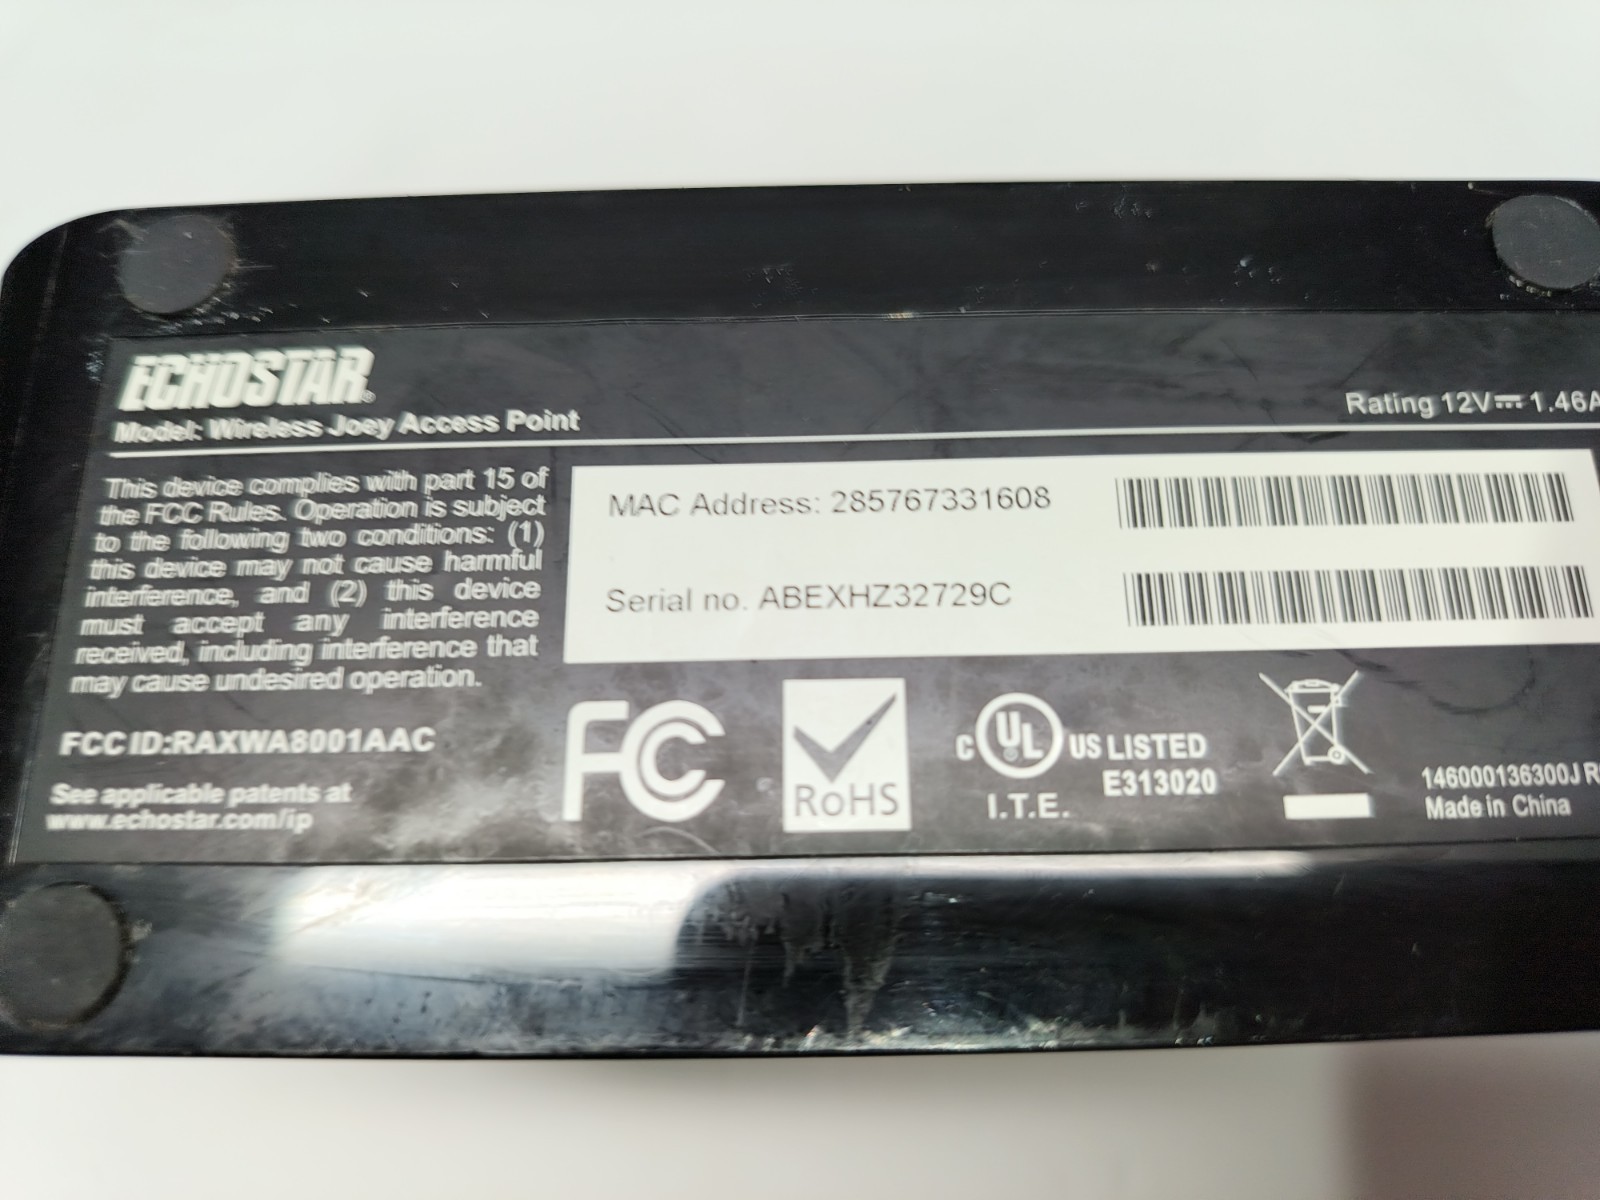 ECHOSTAR®
Model: Wireless Joey Access Point
Rating 12V⎓1.46A
This device complies with part 15 of
the FCC Rules. Operation is subject
to the following two conditions: (1)
this device may not cause harmful
interference, and (2) this device
must accept any interference
received, including interference that
may cause undesired operation.
FCC ID:RAXWA8001AAC
See applicable patents at
www.echostar.com/ip
MAC Address: 285767331608
Serial no. ABEXHZ32729C
FC
RoHS
C UL® US LISTED
E313020
I.T.E.
146000136300J
Made in China